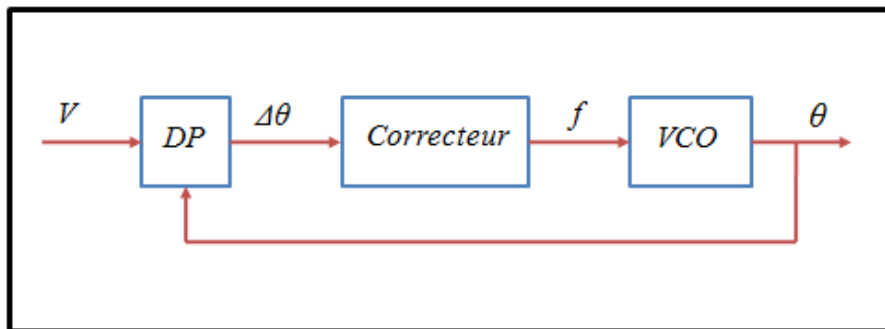 V
DP
Δθ
Correcteur
f
VCO
θ